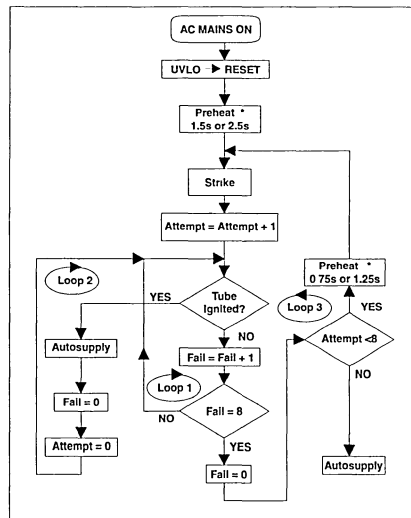 AC MAINS ON
UVLO → RESET
Preheat *
1.5s or 2.5s
Strike
Attempt = Attempt + 1
Loop 2
YES
Tube
Ignited?
NO
Preheat *
0 75s or 1.25s
Loop 3
YES
Attempt <8
NO
Autosupply
Autosupply
Fail = Fail + 1
Loop 1
Fail = 0
NO
Fail = 8
YES
Attempt = 0
Fail = 0